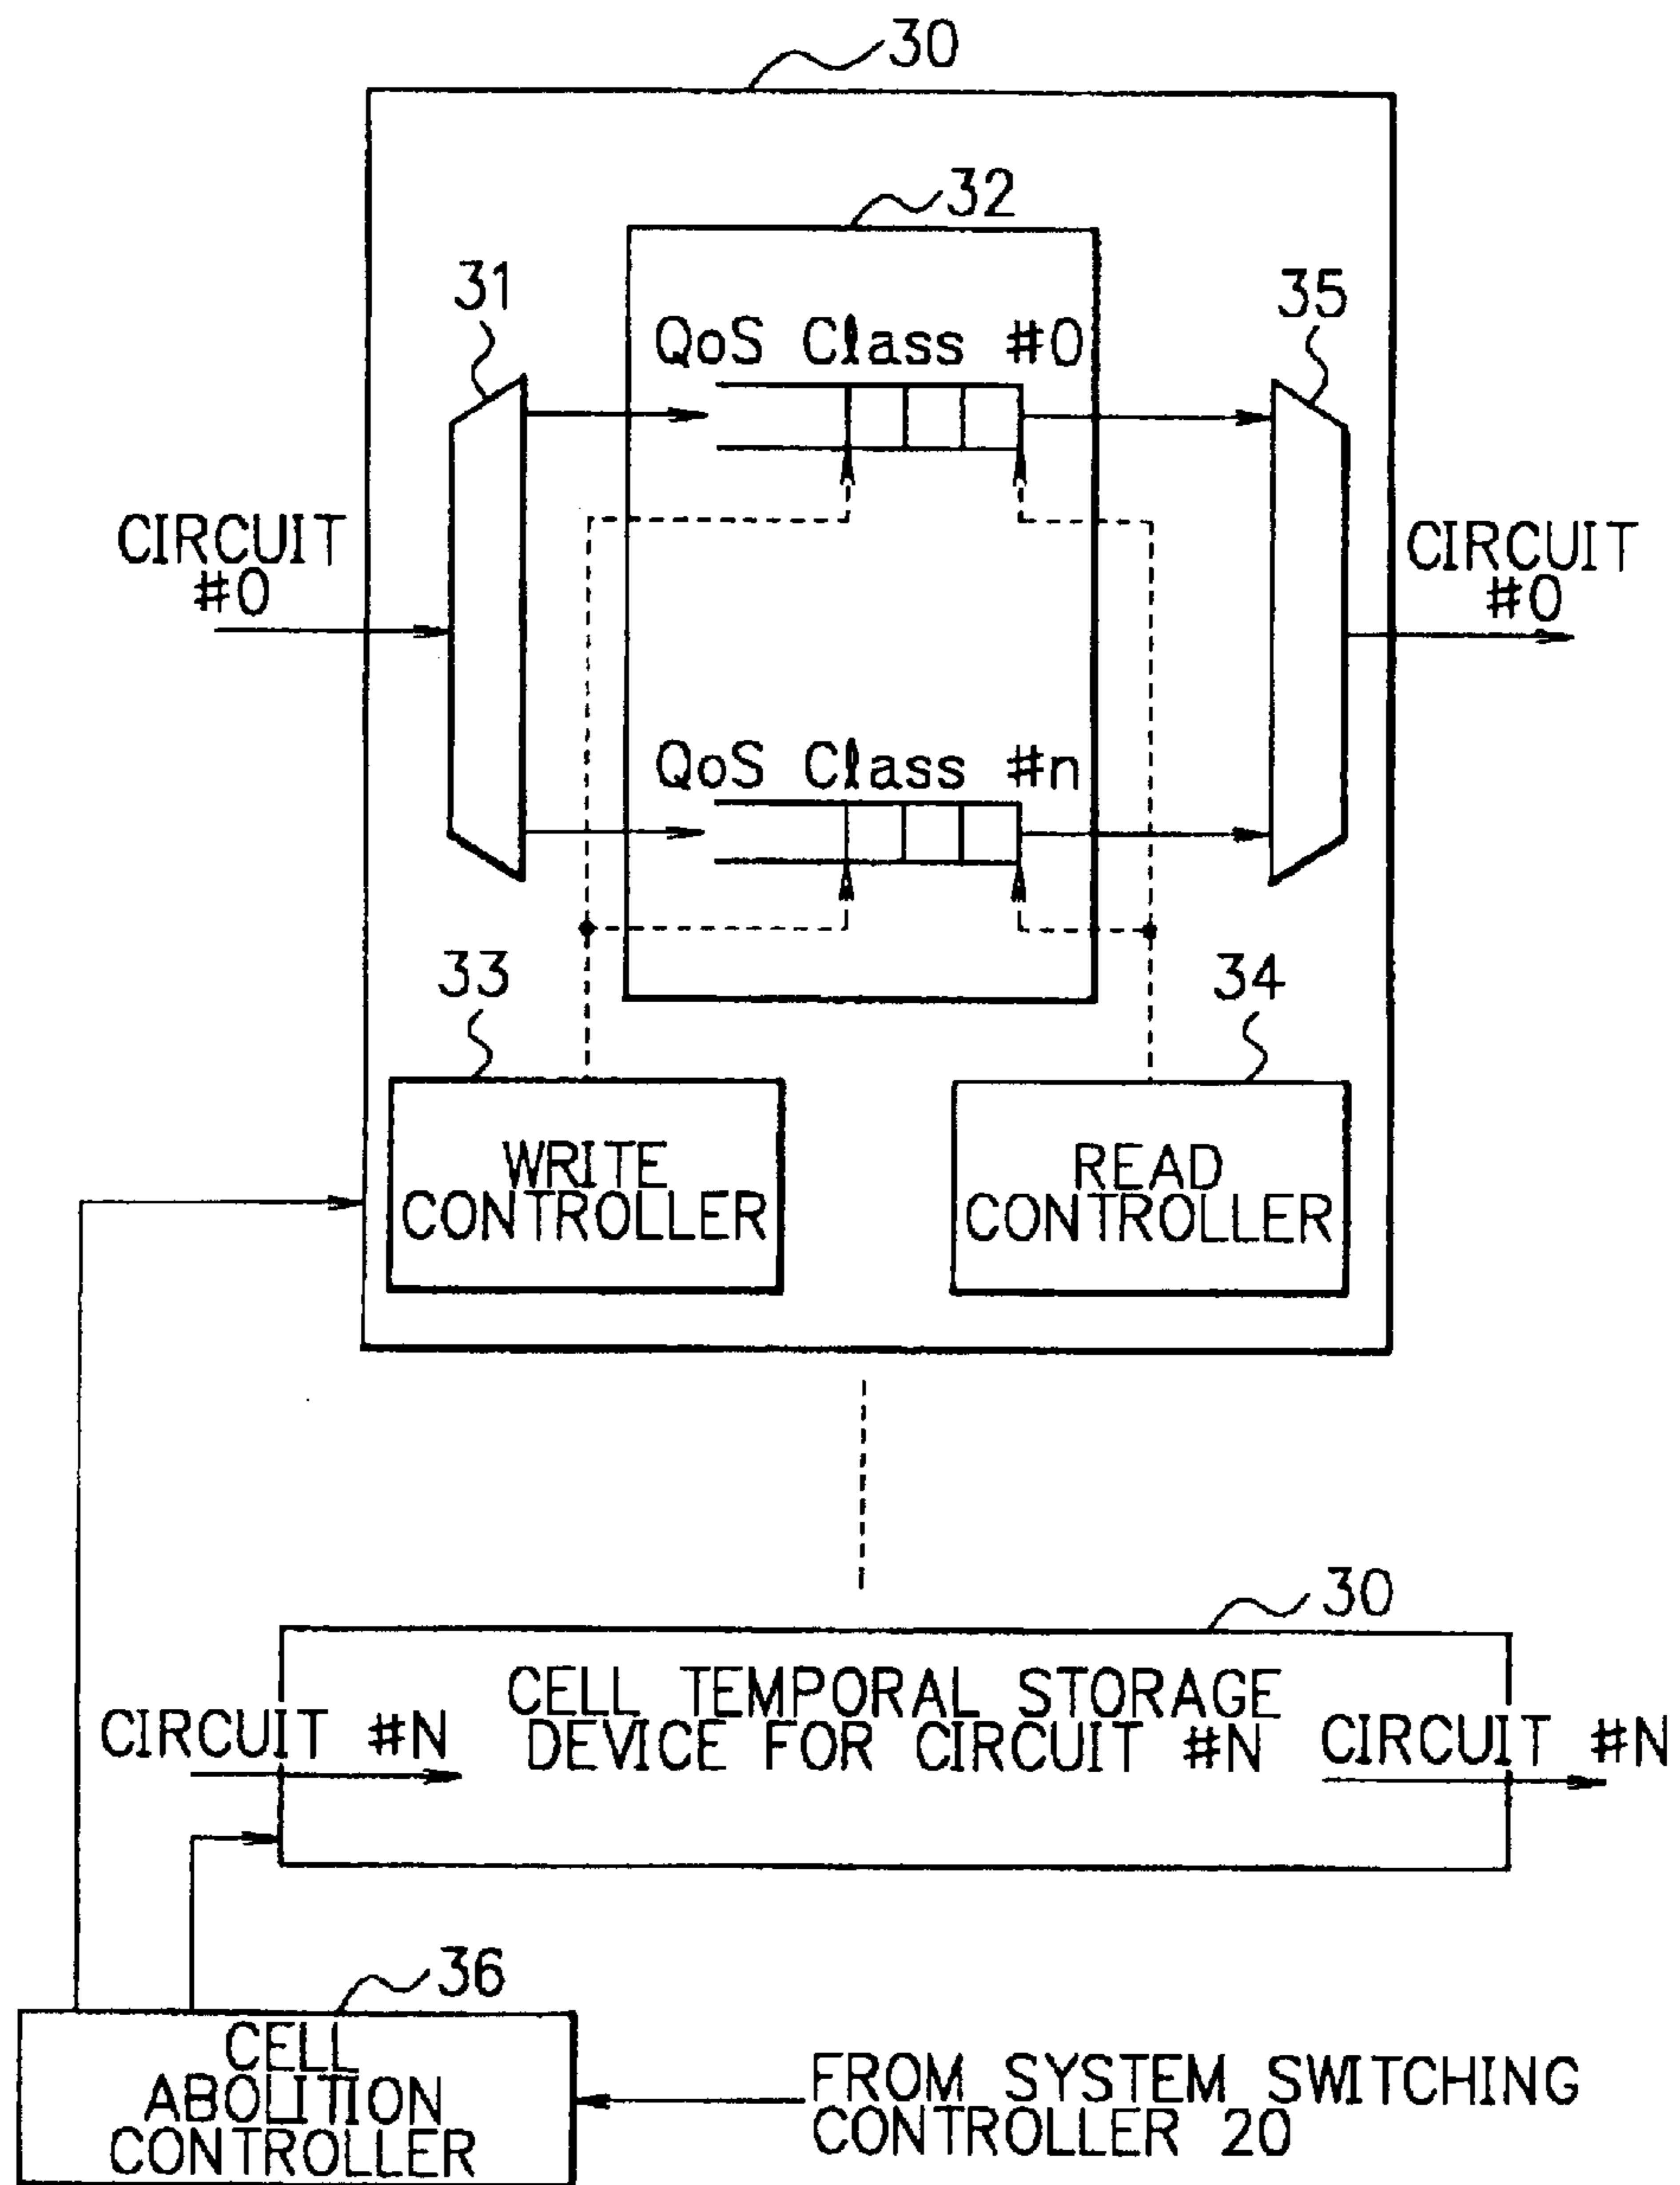 30
32
31
35
QoS Class #0
CIRCUIT
#0
CIRCUIT
#0
QoS Class #n
33
34
WRITE
CONTROLLER
READ
CONTROLLER
30
CELL TEMPORAL STORAGE
DEVICE FOR CIRCUIT #N
CIRCUIT #N
CIRCUIT #N
36
CELL
ABOLITION
CONTROLLER
FROM SYSTEM SWITCHING
CONTROLLER 20